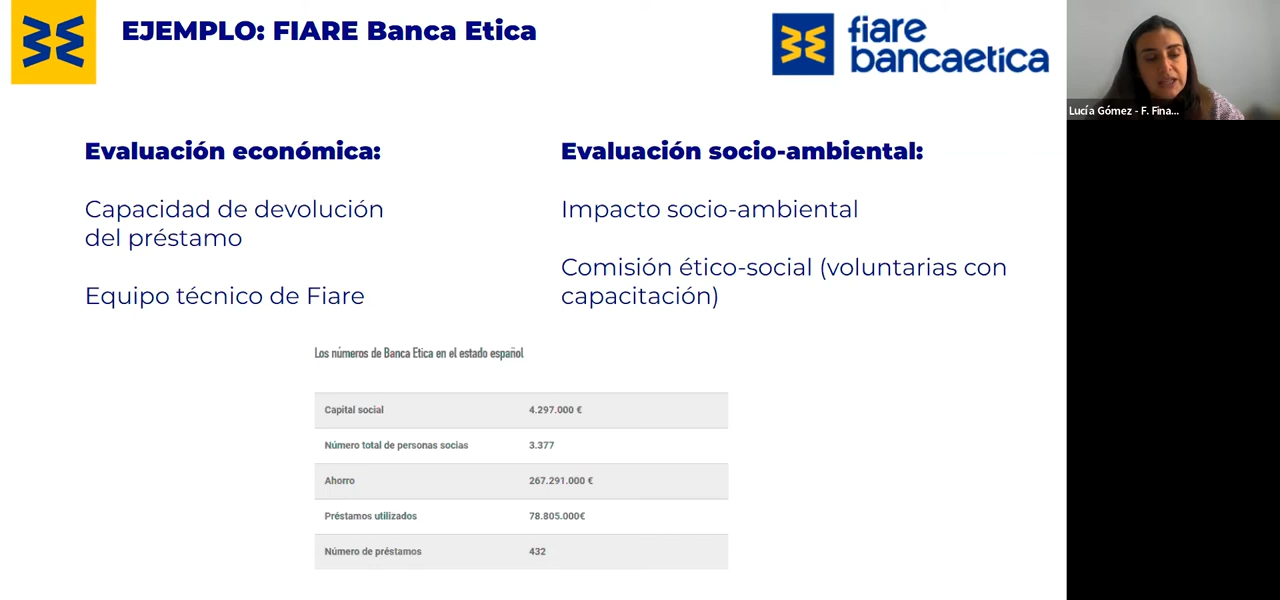 EJEMPLO: FIARE Banca Etica
fiare
bancaetica
Lucía Gómez - F. Fina...
Evaluación económica:
Capacidad de devolución
del préstamo
Equipo técnico de Fiare
Evaluación socio-ambiental:
Impacto socio-ambiental
Comisión ético-social (voluntarias con
capacitación)
Los números de Banca Etica en el estado español
Capital social 4.297.000 €
Número total de personas socias 3.377
Ahorro 267.291.000 €
Préstamos utilizados 78.805.000€
Número de préstamos 432